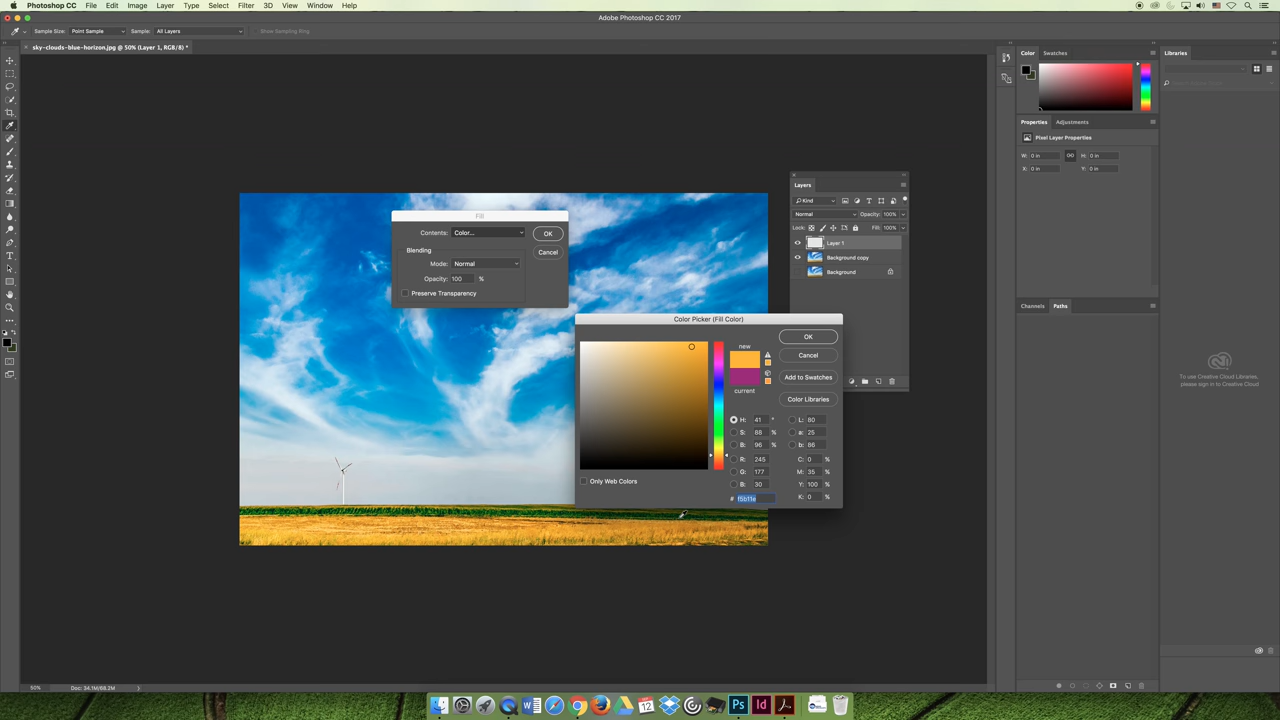 Photoshop CC File Edit Image Layer Type Select Filter 3D View Window Help
Adobe Photoshop CC 2017
Sample Size: Point Sample Sample: All Layers Show Sampling Ring
sky-clouds-blue-horizon.jpg @ 50% (Layer 1, RGB/8) *
Color Swatches
Libraries
Properties Adjustments
Pixel Layer Properties
W: 0 in H: 0 in
X: 0 in Y: 0 in
Channels Paths
To use Creative Cloud Libraries,
please sign in to Creative Cloud
Layers
Kind
Normal Opacity: 100%
Lock: Fill: 100%
Layer 1
Background copy
Background
Fill
Contents: Color... OK
Blending Cancel
Mode: Normal
Opacity: 100 %
Preserve Transparency
Color Picker (Fill Color)
OK
new
Cancel
Add to Swatches
current
Color Libraries
H: 41 ° L: 80
S: 88 % a: 25
B: 96 % b: 86
R: 245 C: 0 %
G: 177 M: 35 %
B: 30 Y: 100 %
# f5b11e K: 0 %
Only Web Colors
50% Doc: 34.1M/68.2M
12
Ps Id